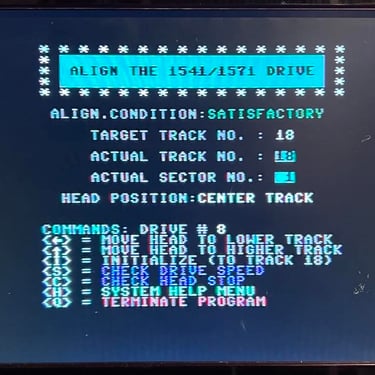 * * * * * * * * * * * * * * * *
* ALIGN THE 1541/1571 DRIVE *
* * * * * * * * * * * * * * * *
ALIGN.CONDITION:SATISFACTORY
TARGET TRACK NO. : 18
ACTUAL TRACK NO. : 18
ACTUAL SECTOR NO.: 1
HEAD POSITION:CENTER TRACK
COMMANDS: DRIVE # 8
<←> = MOVE HEAD TO LOWER TRACK
<↑> = MOVE HEAD TO HIGHER TRACK
<I> = INITIALIZE (TO TRACK 18)
<S> = CHECK DRIVE SPEED
<C> = CHECK HEAD STOP
<H> = SYSTEM HELP MENU
<Q> = TERMINATE PROGRAM